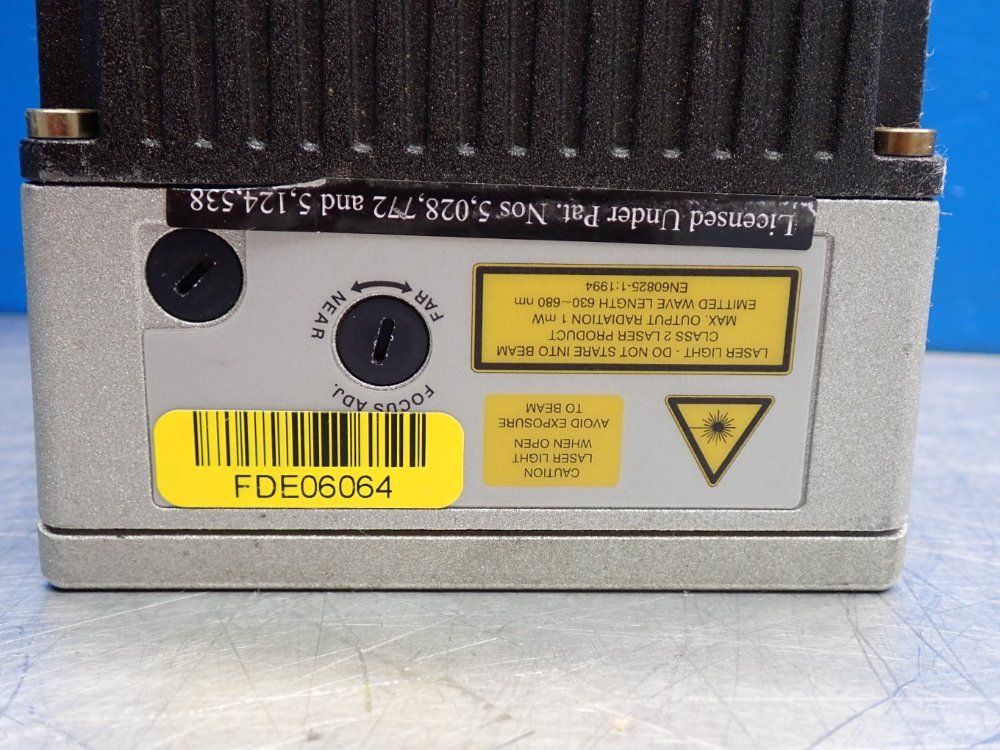 Licensed Under Pat. Nos 5,028,772 and 5,124,538
NEAR
FAR
FOCUS ADJ.
LASER LIGHT - DO NOT STARE INTO BEAM
CLASS 2 LASER PRODUCT
MAX. OUTPUT RADIATION 1 mW
EMITTED WAVE LENGTH 630~680 nm
EN60825-1:1994
CAUTION
LASER LIGHT
WHEN OPEN
AVOID EXPOSURE
TO BEAM
FDE06064